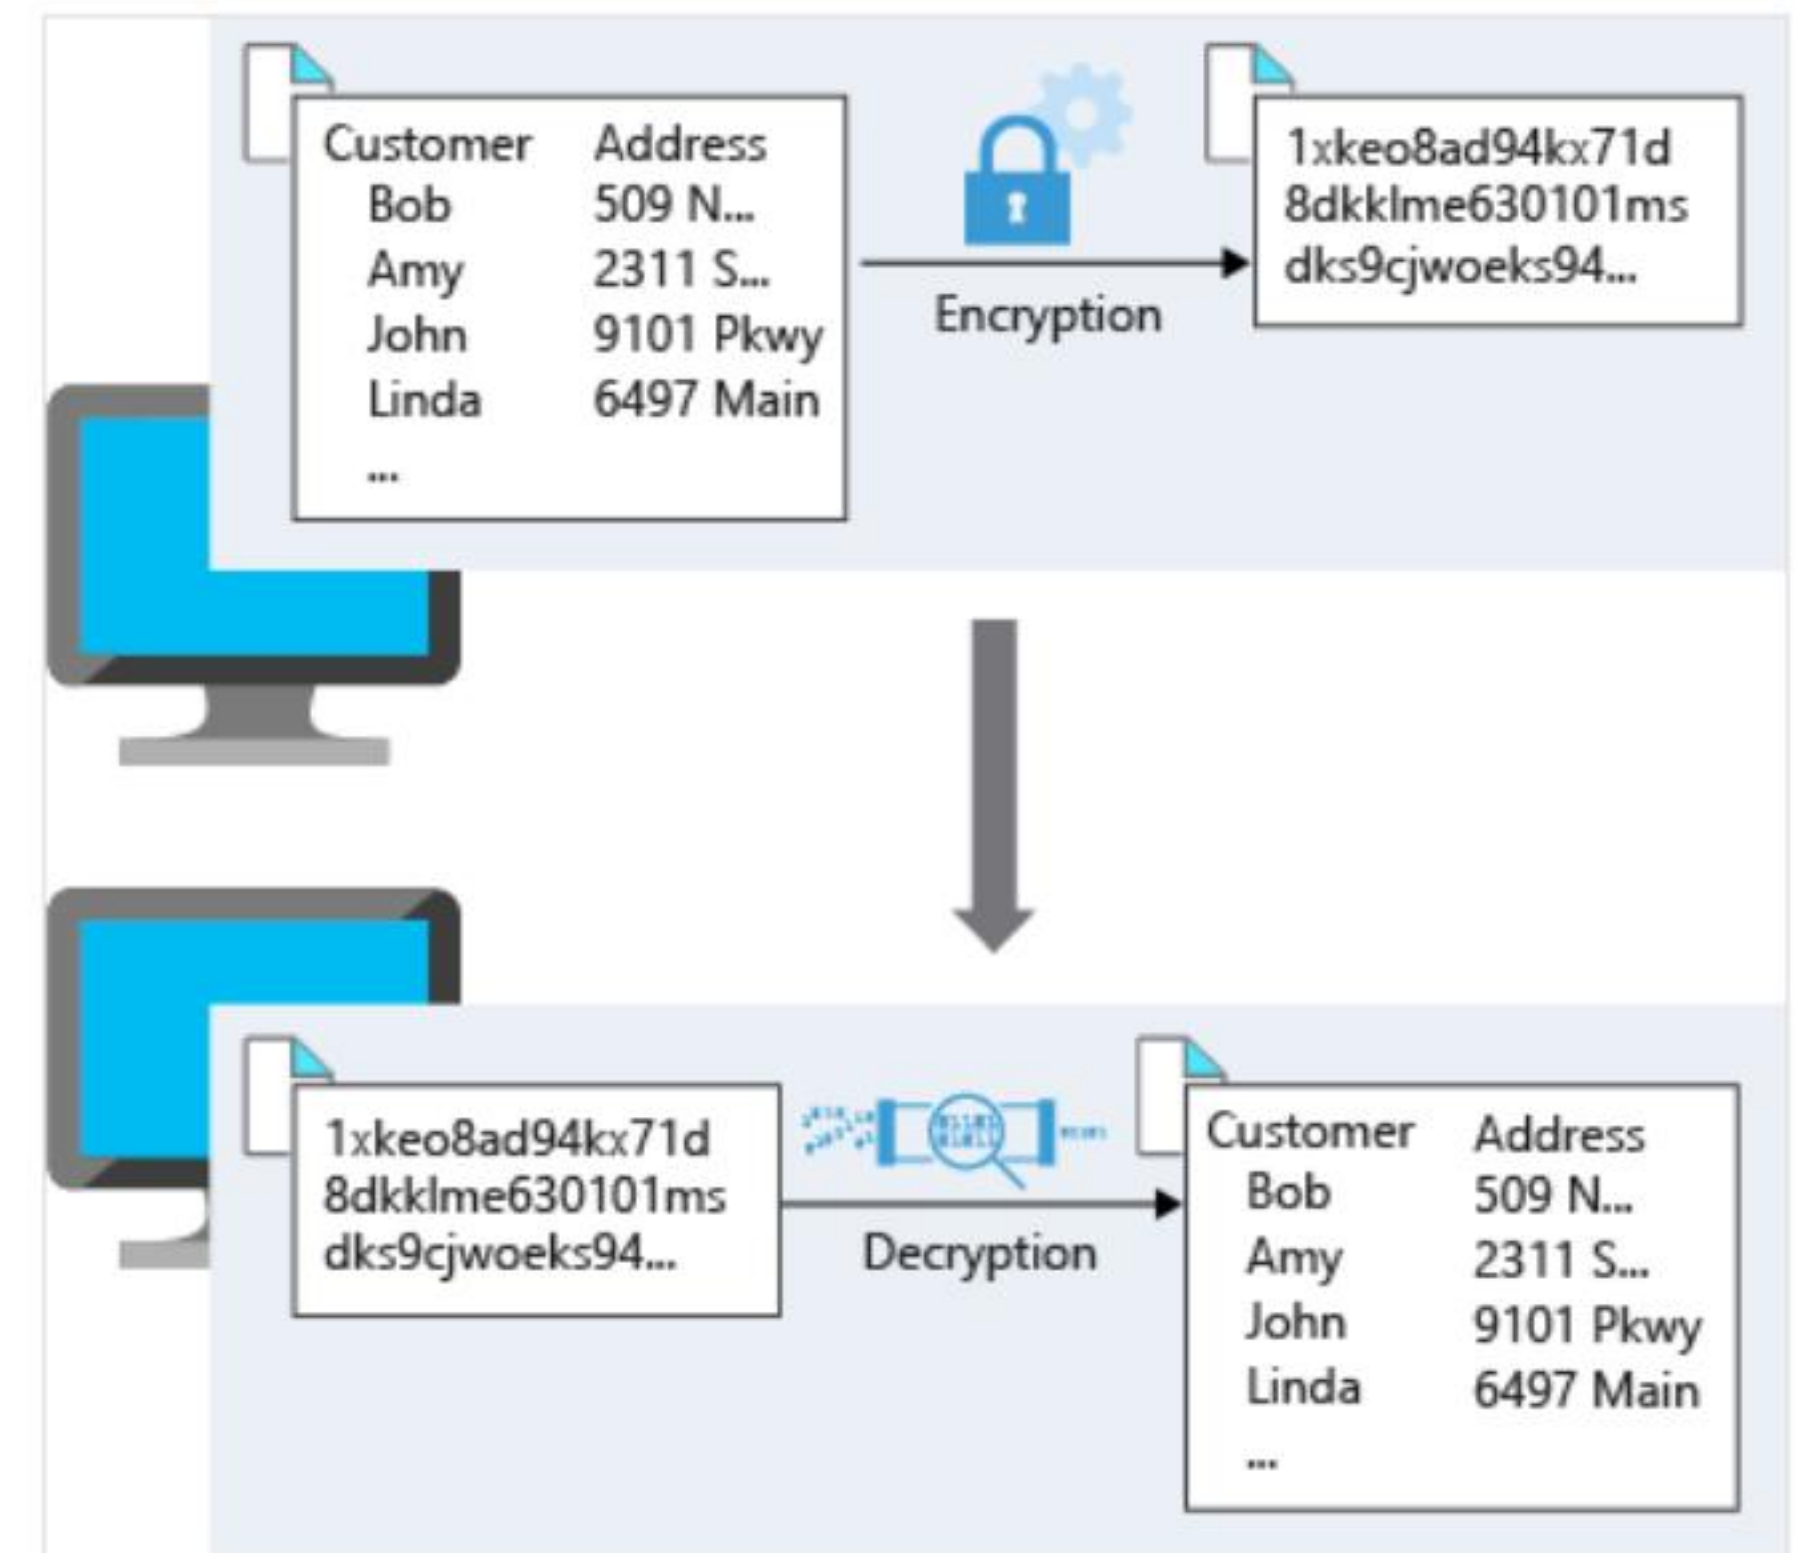 Customer Address
Bob 509 N...
Amy 2311 S...
John 9101 Pkwy
Linda 6497 Main
...
Encryption
1xkeo8ad94kx71d
8dkklme630101ms
dks9cjwoeks94...
1xkeo8ad94kx71d
8dkklme630101ms
dks9cjwoeks94...
Decryption
Customer Address
Bob 509 N...
Amy 2311 S...
John 9101 Pkwy
Linda 6497 Main
...